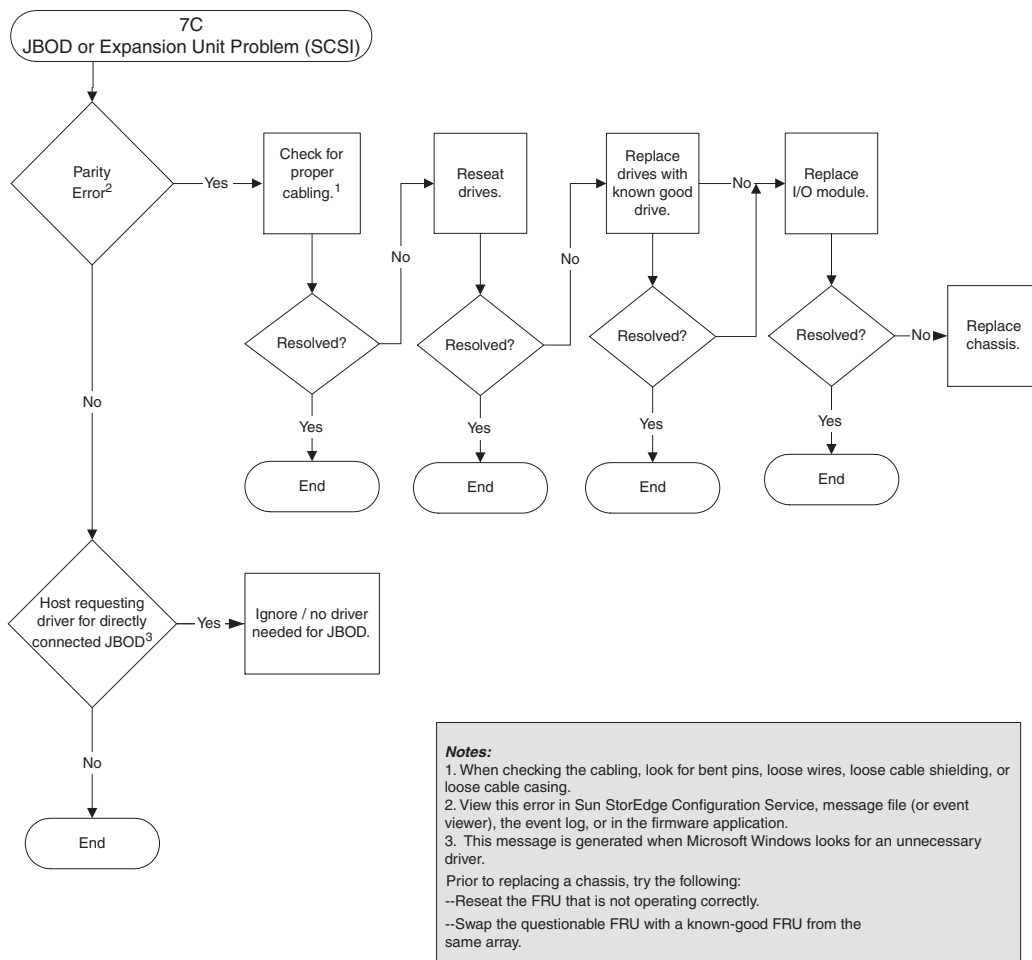 7C
JBOD or Expansion Unit Problem (SCSI)
Parity
Error2
Yes
Check for
proper
cabling.1
Resolved?
Yes
End
No
Reseat
drives.
Resolved?
Yes
End
No
Replace
drives with
known good
drive.
Resolved?
Yes
End
No
Replace
I/O module.
Resolved?
Yes
End
No
Replace
chassis.
No
Host requesting
driver for directly
connected JBOD3
Yes
Ignore / no driver
needed for JBOD.
No
End
Notes:
1. When checking the cabling, look for bent pins, loose wires, loose cable shielding, or
loose cable casing.
2. View this error in Sun StorEdge Configuration Service, message file (or event
viewer), the event log, or in the firmware application.
3. This message is generated when Microsoft Windows looks for an unnecessary
driver.
Prior to replacing a chassis, try the following:
--Reseat the FRU that is not operating correctly.
--Swap the questionable FRU with a known-good FRU from the
same array.